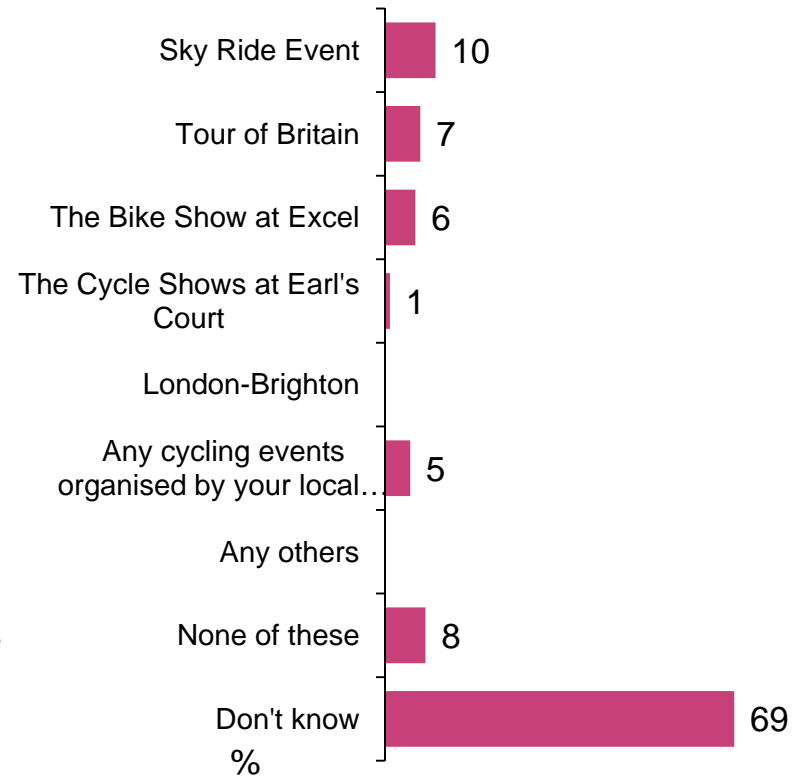 Sky Ride Event 10
Tour of Britain 7
The Bike Show at Excel 6
The Cycle Shows at Earl's
Court 1
London-Brighton
Any cycling events
organised by your local… 5
Any others
None of these 8
Don't know 69
%